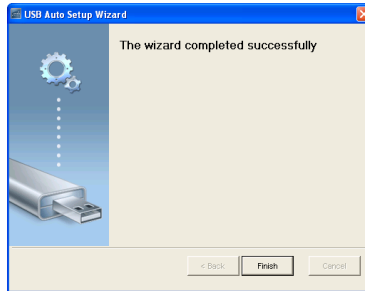 USB Auto Setup Wizard
The wizard completed successfully
< Back
Finish
Cancel